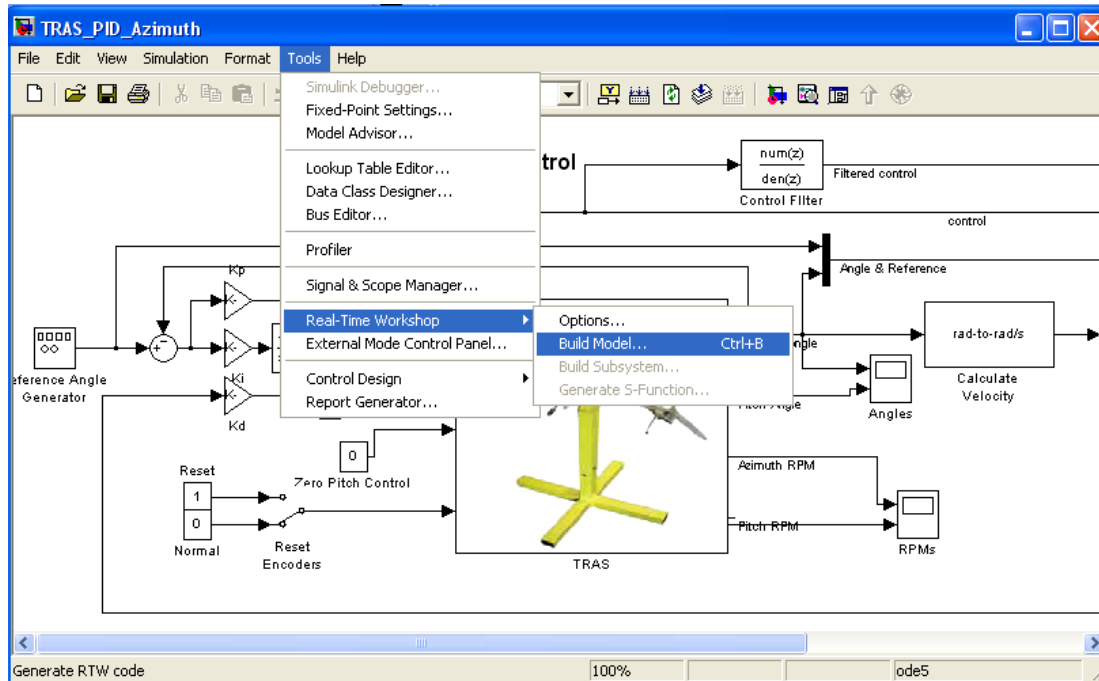 TRAS_PID_Azimuth
File Edit View Simulation Format Tools Help
Simulink Debugger...
Fixed-Point Settings...
Model Advisor...
Lookup Table Editor...
Data Class Designer...
Bus Editor...
Profiler
Signal & Scope Manager...
Real-Time Workshop
External Mode Control Panel...
Control Design
Report Generator...
Options...
Build Model... Ctrl+B
Build Subsystem...
Generate S-Function...
trol
num(z)
den(z)
Control FIlter
Filtered control
control
Angle & Reference
Kp
K-
K-
Ki
K-
Kd
eference Angle
Generator
ngle
Pitch Angle
Angles
rad-to-rad/s
Calculate
Velocity
0
Zero Pitch Control
Reset
1
0
Normal
Reset
Encoders
TRAS
Azimuth RPM
Pitch RPM
RPMs
Generate RTW code
100%
ode5